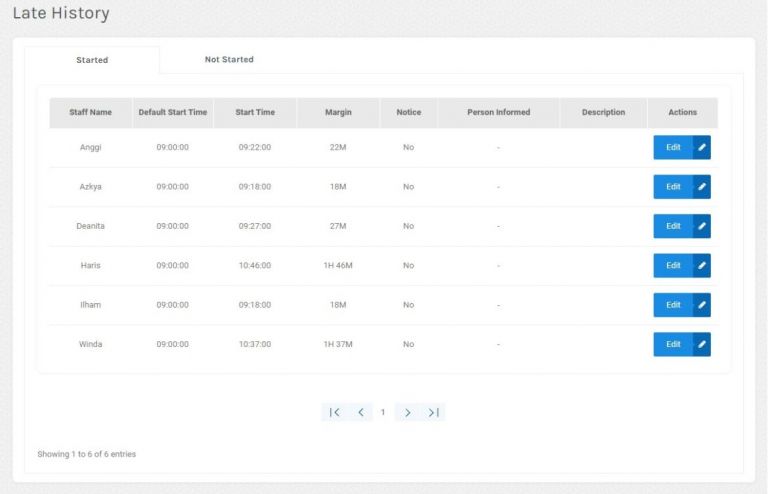 Late History
Started Not Started
Staff Name Default Start Time Start Time Margin Notice Person Informed Description Actions
Anggi 09:00:00 09:22:00 22M No - Edit
Azkya 09:00:00 09:18:00 18M No - Edit
Deanita 09:00:00 09:27:00 27M No - Edit
Haris 09:00:00 10:46:00 1H 46M No - Edit
Ilham 09:00:00 09:18:00 18M No - Edit
Winda 09:00:00 10:37:00 1H 37M No - Edit
1
Showing 1 to 6 of 6 entries